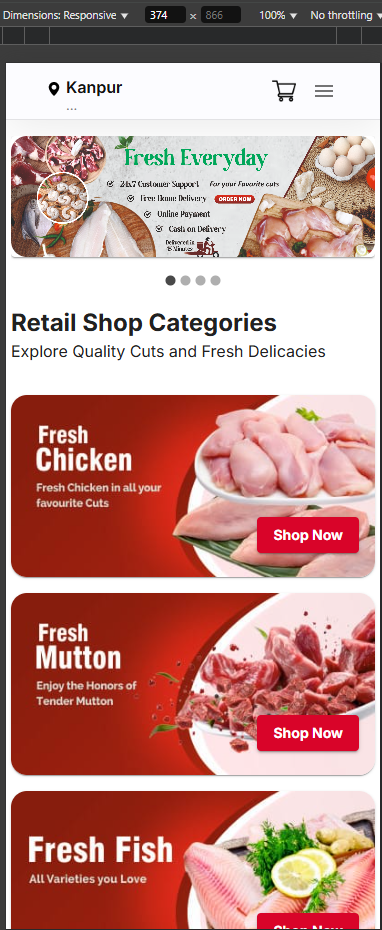 Dimensions: Responsive ▼ 374 × 866 100% ▼ No throttling ▼
Kanpur
...
Fresh Everyday
24x7 Customer Support For your Favorite cuts
Free Home Delivery ORDER NOW
Online Payment
Cash on Delivery
Delivered in
45 Minutes
Retail Shop Categories
Explore Quality Cuts and Fresh Delicacies
Fresh
Chicken
Fresh Chicken in all your
favourite Cuts
Shop Now
Fresh
Mutton
Enjoy the Honors of
Tender Mutton
Shop Now
Fresh Fish
All Varieties you Love
Shop Now